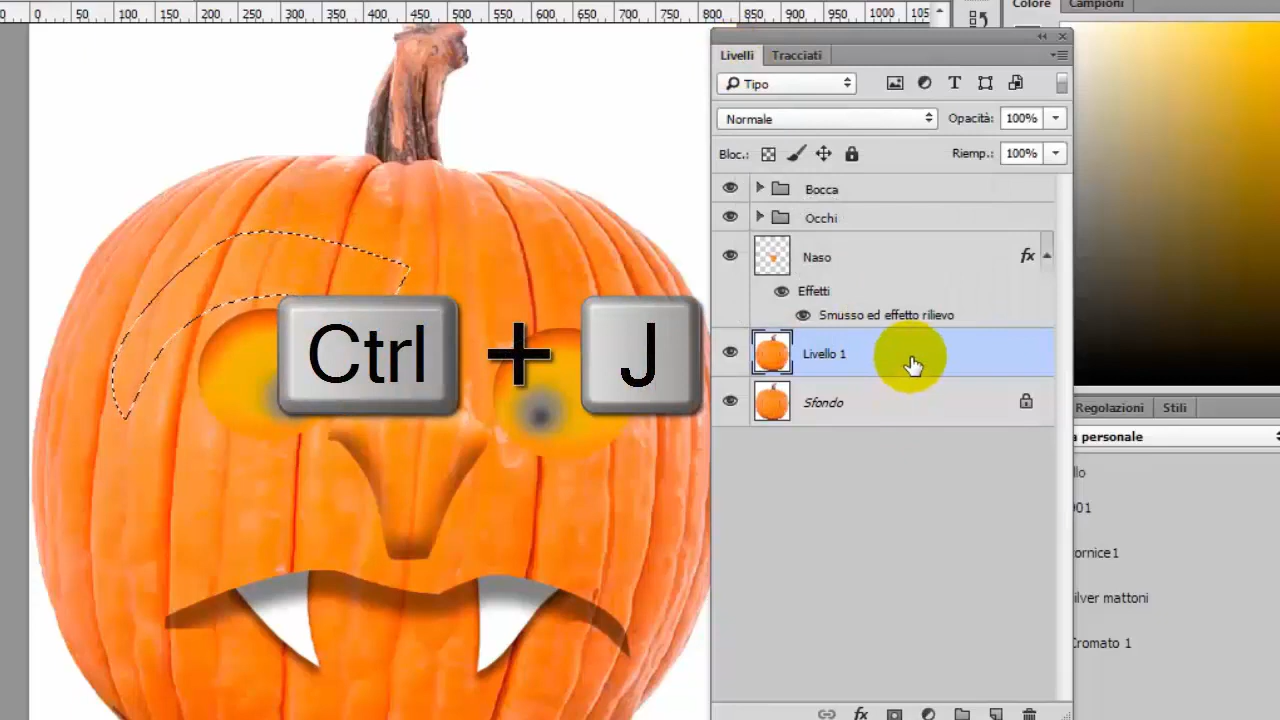 0 50 100 150 200 250 300 350 400 450 500 550 600 650 700 750 800 850 900 950 1000 105
Colore Campioni
Livelli Tracciati
Tipo T
Normale Opacità: 100%
Bloc.: Riemp.: 100%
Bocca
Occhi
Naso fx
Effetti
Smusso ed effetto rilievo
Ctrl + J
Livello 1
Sfondo
Regolazioni Stili
a personale
llo
01
ornice1
ilver mattoni
Cromato 1
fx